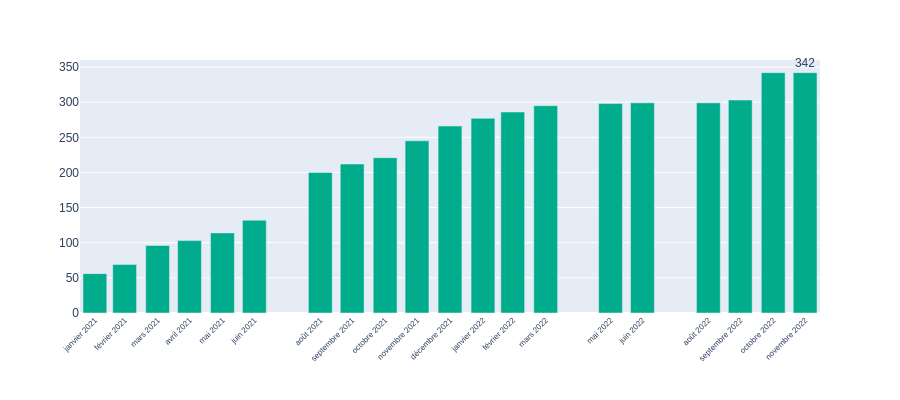 342
350
300
250
200
150
100
50
0
janvier 2021
février 2021
mars 2021
avril 2021
mai 2021
juin 2021
août 2021
septembre 2021
octobre 2021
novembre 2021
décembre 2021
janvier 2022
février 2022
mars 2022
mai 2022
juin 2022
août 2022
septembre 2022
octobre 2022
novembre 2022